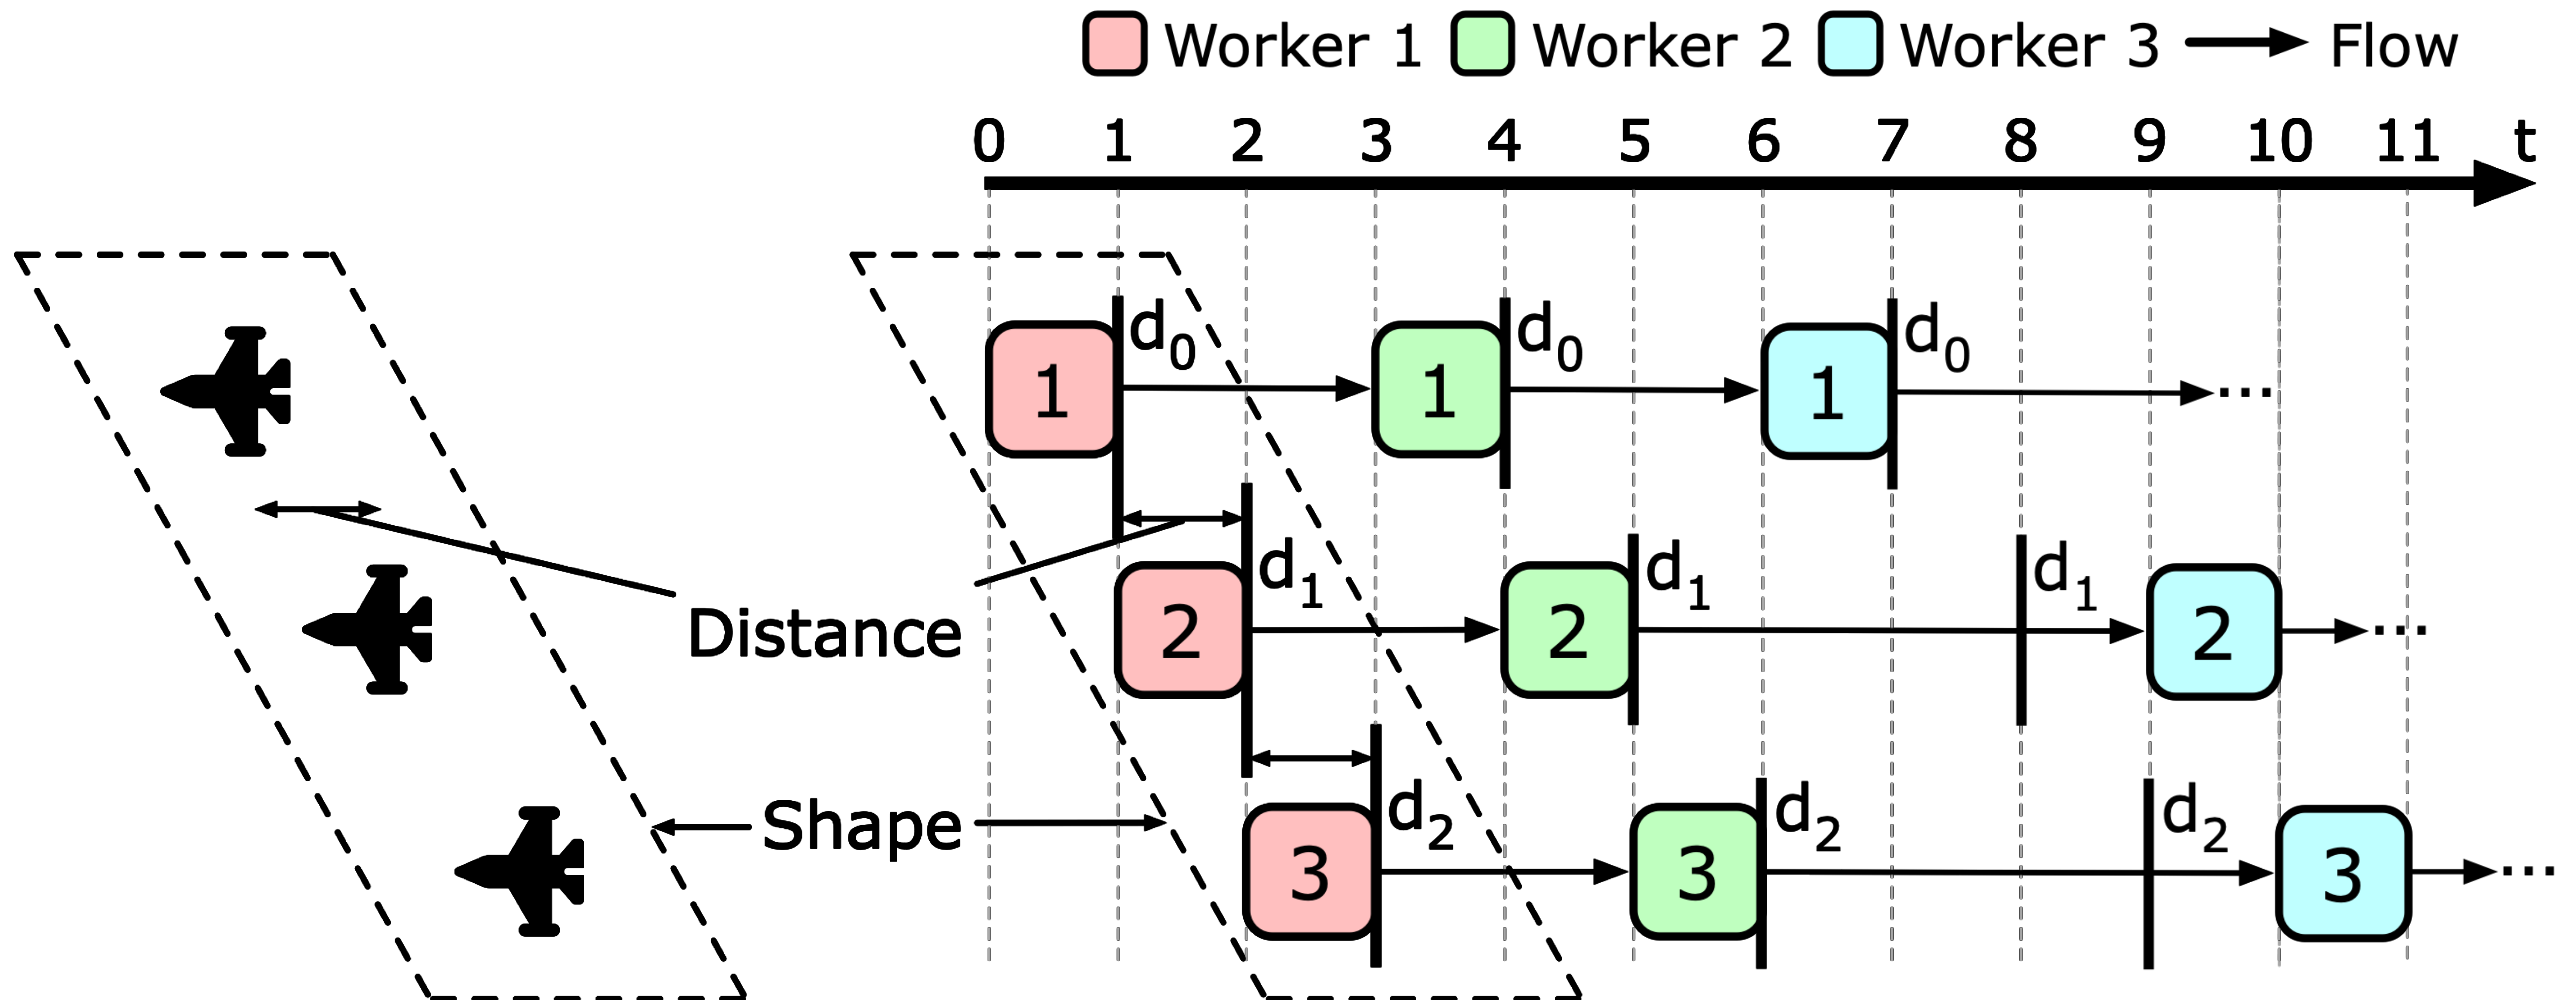 Worker 1 Worker 2 Worker 3 Flow
0 1 2 3 4 5 6 7 8 9 10 11 t
1 d0 1 d0 1 d0 ...
Distance 2 d1 2 d1 d1 2 ...
Shape 3 d2 3 d2 d2 3 ...